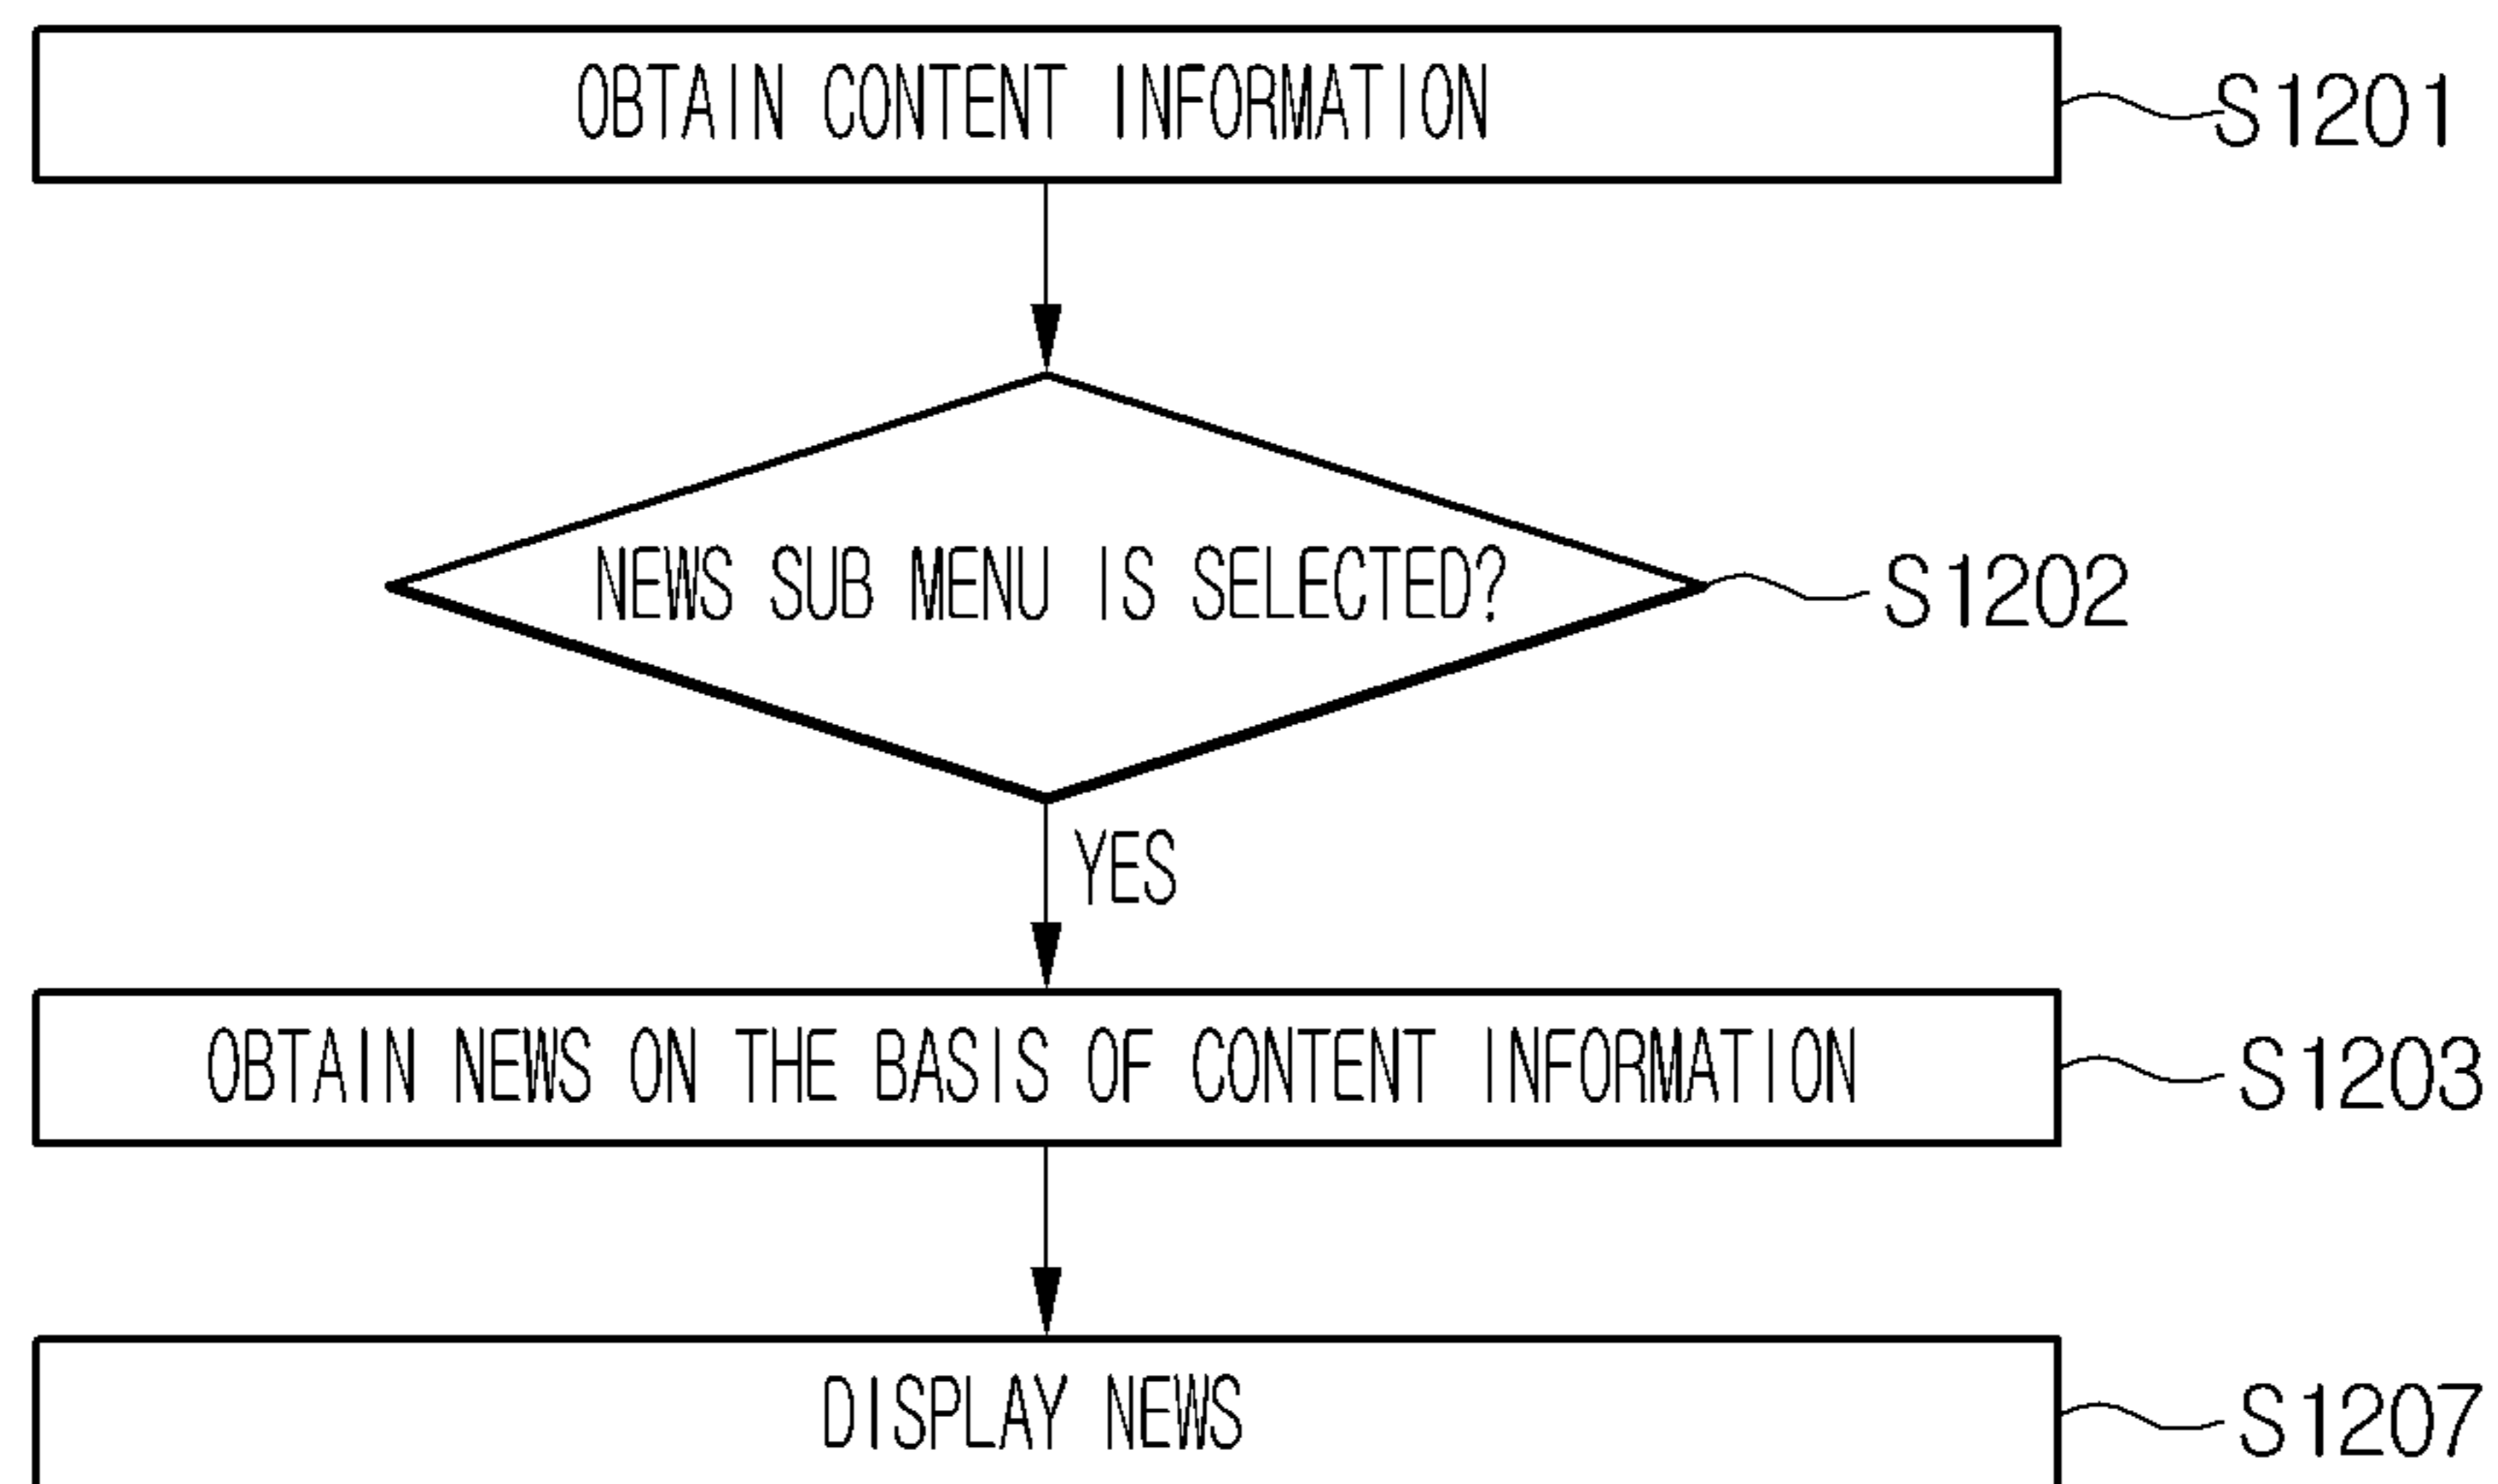 OBTAIN CONTENT INFORMATION
S1201
NEWS SUB MENU IS SELECTED?
S1202
YES
OBTAIN NEWS ON THE BASIS OF CONTENT INFORMATION
S1203
DISPLAY NEWS
S1207